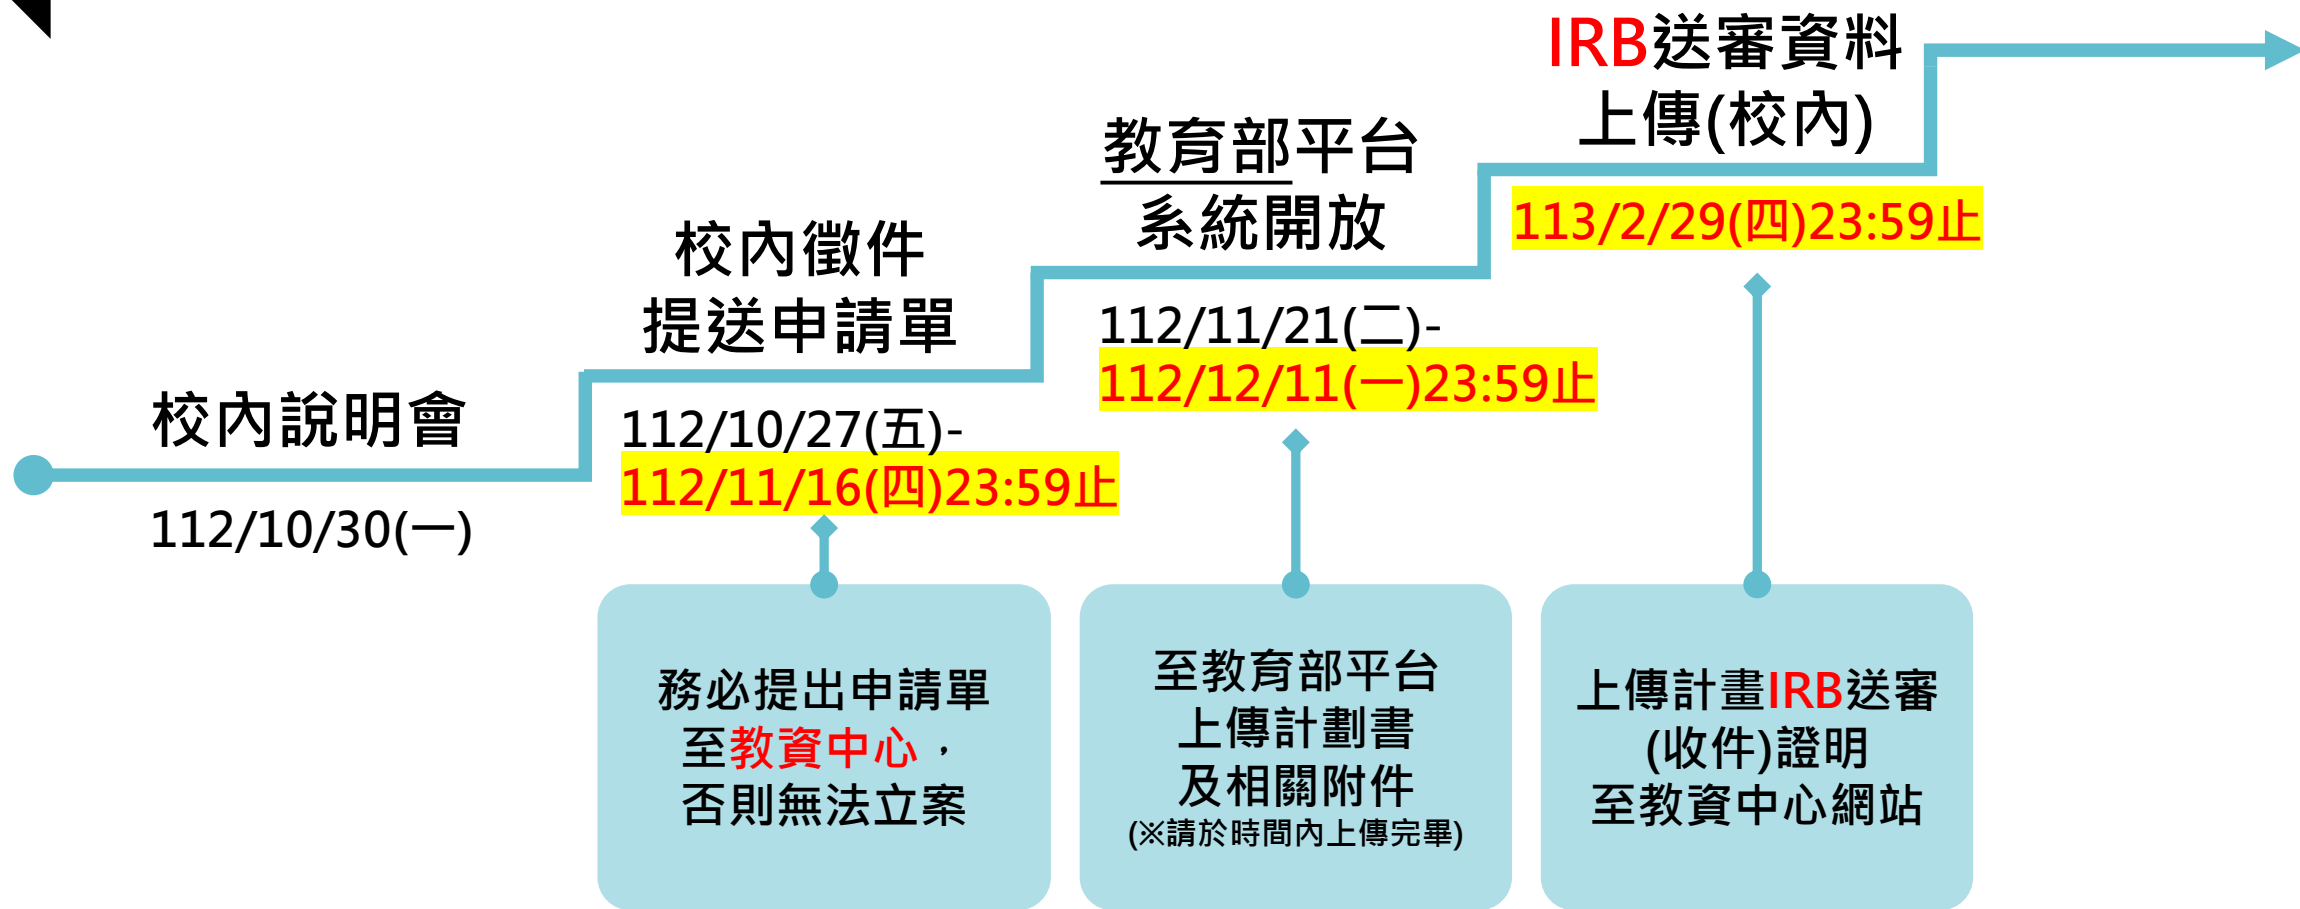 校內說明會
112/10/30(一)
校內徵件
提送申請單
112/10/27(五)-
112/11/16(四)23:59止
務必提出申請單
至教資中心，
否則無法立案
教育部平台
系統開放
112/11/21(二)-
112/12/11(一)23:59止
至教育部平台
上傳計劃書
及相關附件
(※請於時間內上傳完畢)
IRB送審資料
上傳(校內)
113/2/29(四)23:59止
上傳計畫IRB送審
(收件)證明
至教資中心網站